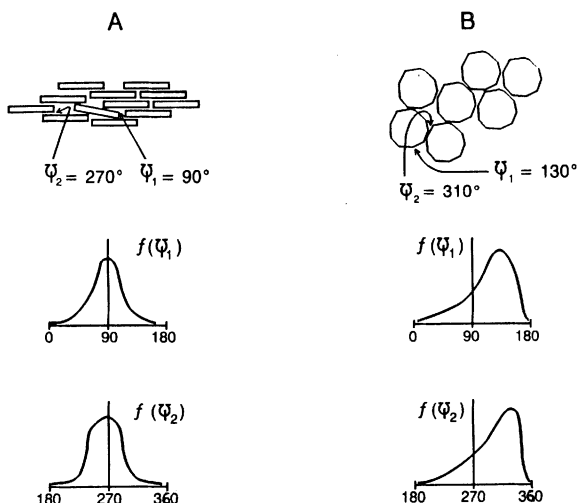 A
B
Ψ₂ = 270° Ψ₁ = 90°
Ψ₁ = 130°
Ψ₂ = 310°
f(Ψ₁)
0 90 180
f(Ψ₁)
0 90 180
f (Ψ₂)
180 270 360
f(Ψ₂)
180 270 360